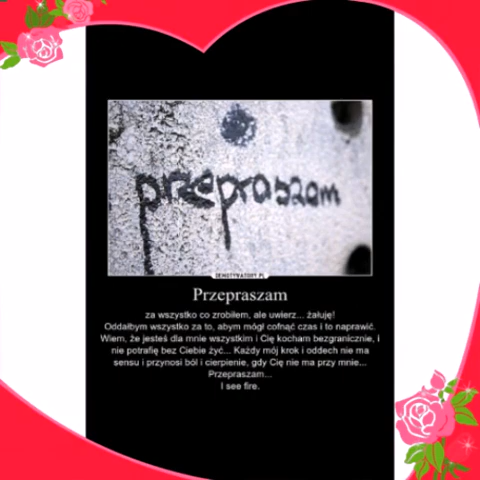 przepraszam
DEMOTYWATORY.PL
Przepraszam
za wszystko co zrobiłem, ale uwierz... żałuję!
Oddałbym wszystko za to, abym mógł cofnąć czas i to naprawić.
Wiem, że jesteś dla mnie wszystkim i Cię kocham bezgranicznie, i
nie potrafię bez Ciebie żyć... Każdy mój krok i oddech nie ma
sensu i przynosi ból i cierpienie, gdy Cię nie ma przy mnie...
Przepraszam...
I see fire.